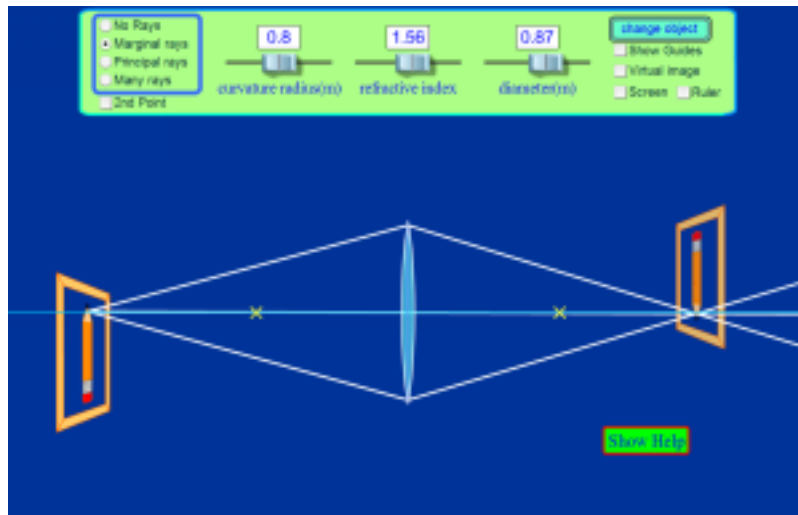 No Rays
Marginal rays
Principal rays
Many rays
2nd Point
0.8
curvature radius(m)
1.56
refractive index
0.87
diameter(m)
change object
Show Guides
Virtual image
Screen
Ruler
Show Help